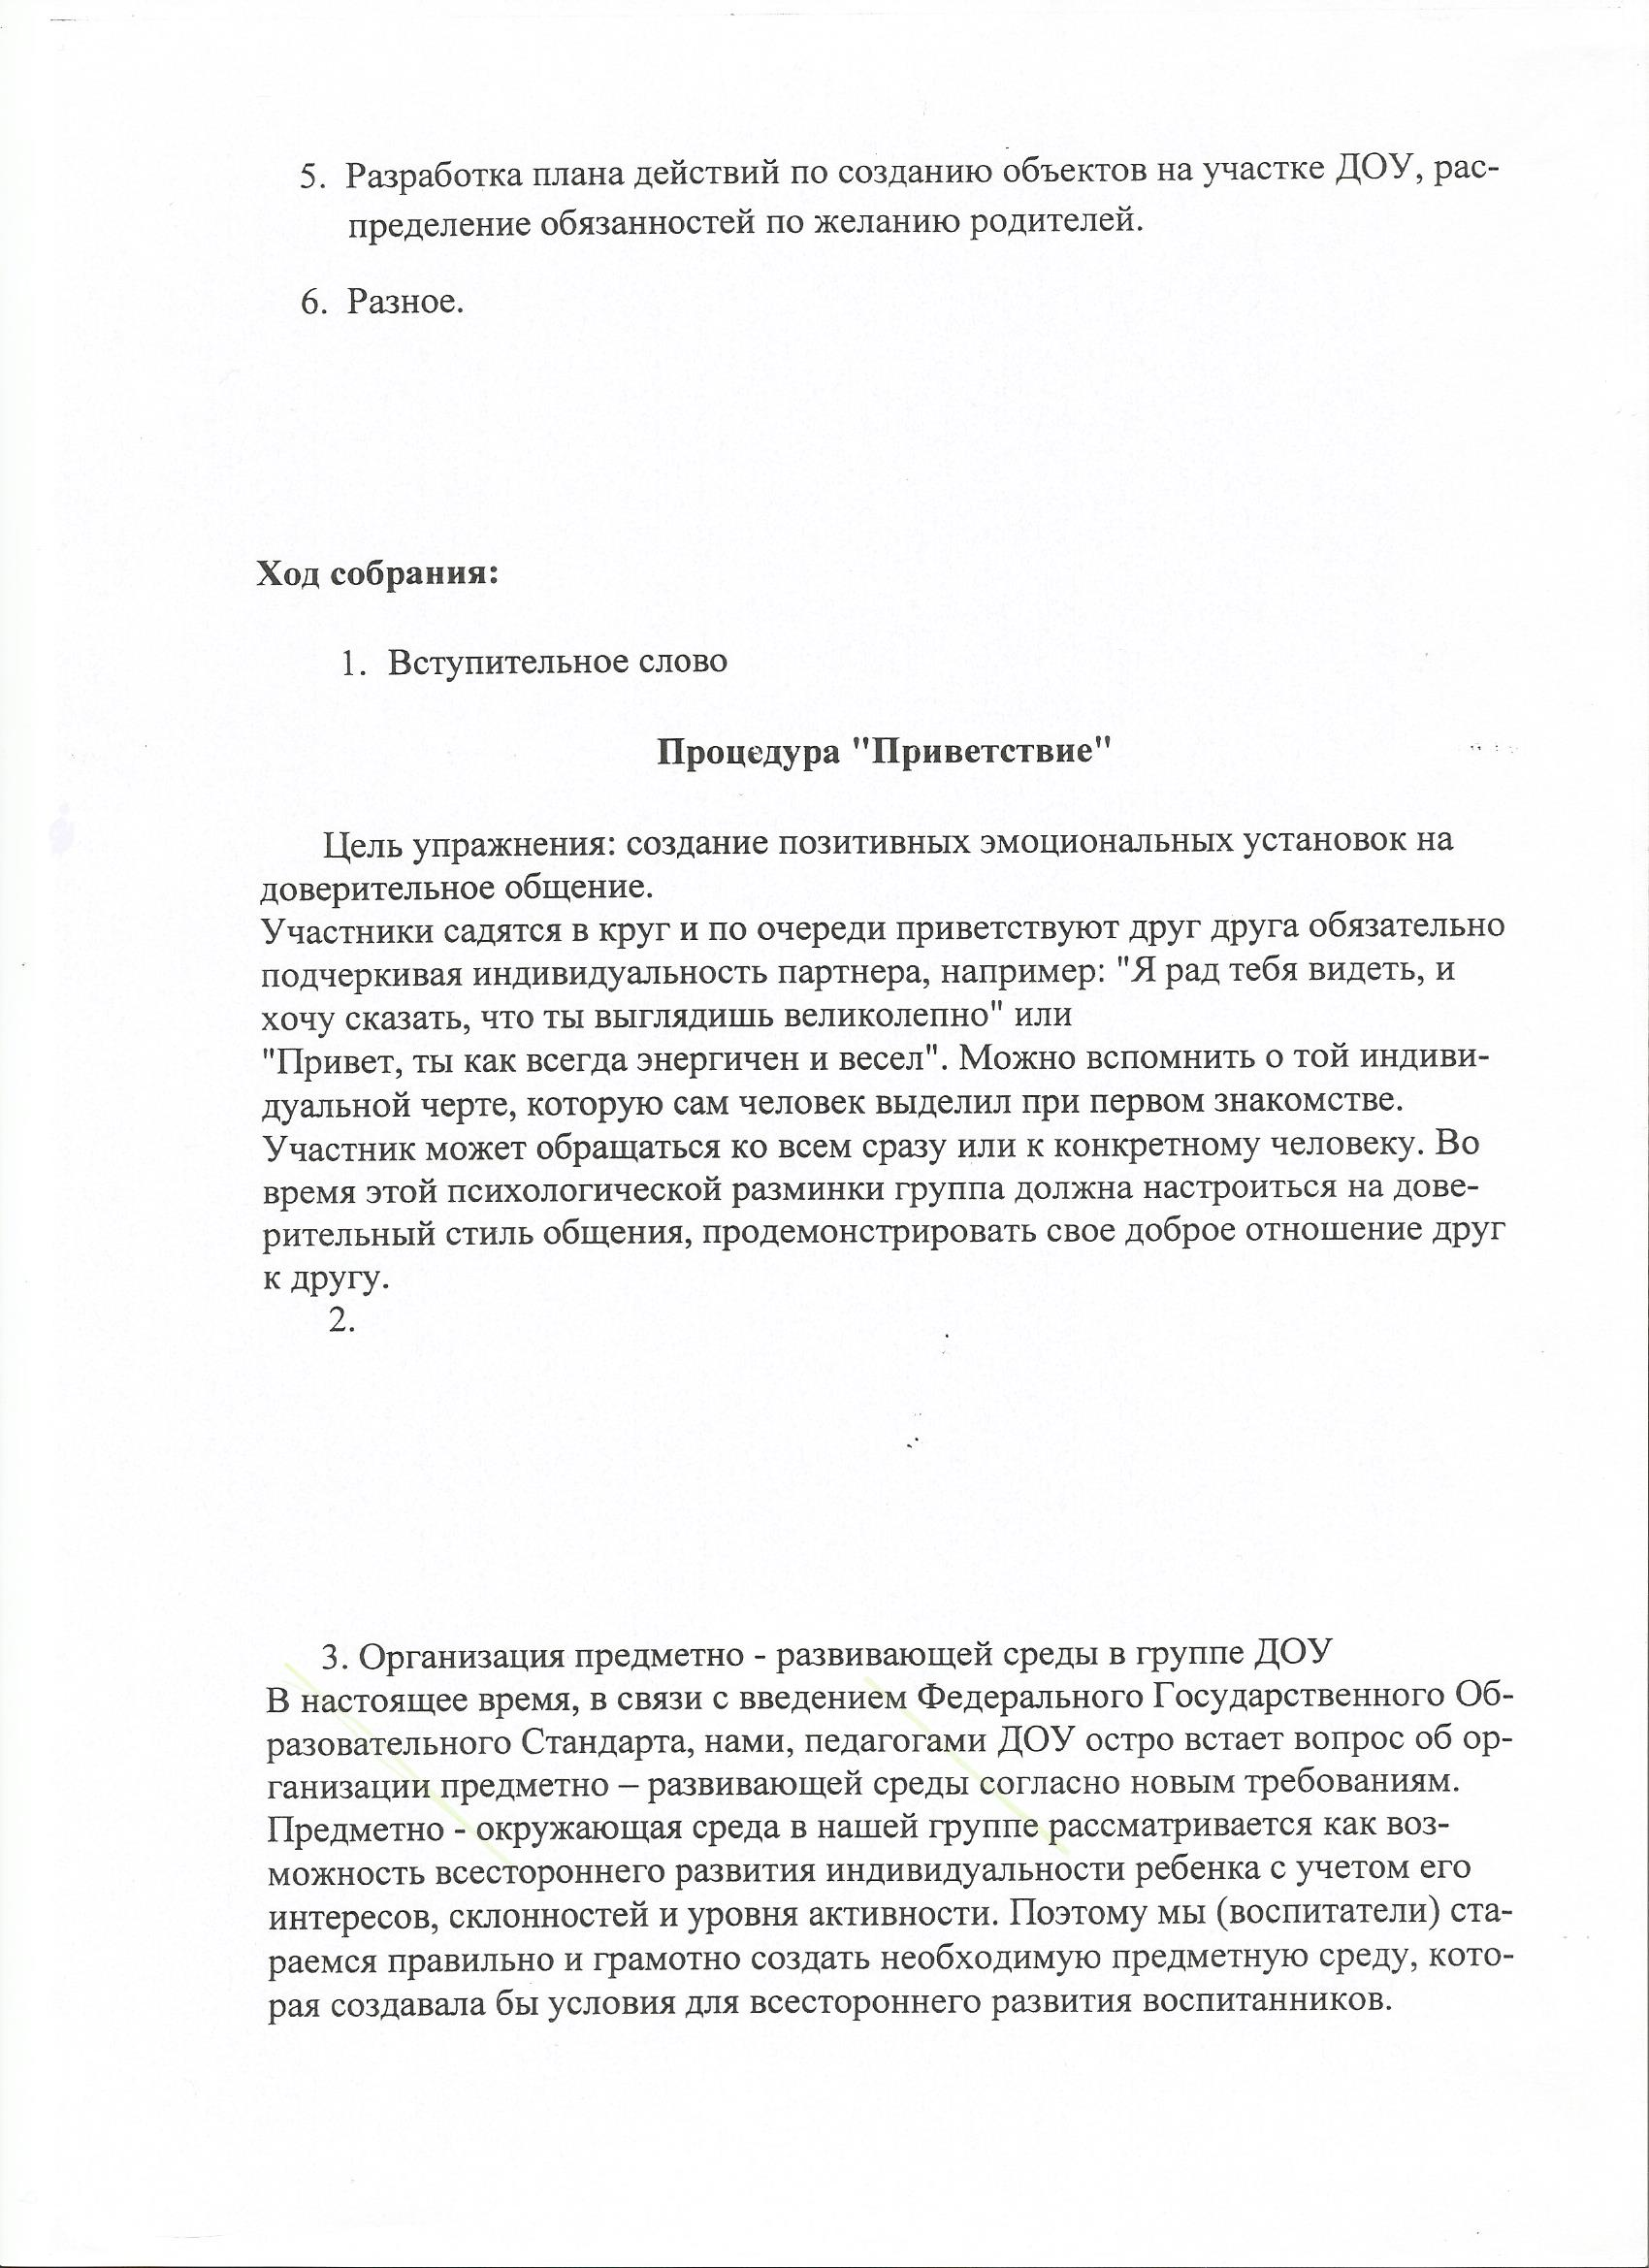 5. Разработка плана действий по созданию объектов на участке ДОУ, рас-
пределение обязанностей по желанию родителей.
6. Разное.
Ход собрания:
1. Вступительное слово
Процедура "Приветствие"
Цель упражнения: создание позитивных эмоциональных установок на
доверительное общение.
Участники садятся в круг и по очереди приветствуют друг друга обязательно
подчеркивая индивидуальность партнера, например: "Я рад тебя видеть, и
хочу сказать, что ты выглядишь великолепно" или
"Привет, ты как всегда энергичен и весел". Можно вспомнить о той индиви-
дуальной черте, которую сам человек выделил при первом знакомстве.
Участник может обращаться ко всем сразу или к конкретному человеку. Во
время этой психологической разминки группа должна настроиться на дове-
рительный стиль общения, продемонстрировать свое доброе отношение друг
к другу.
2.
3. Организация предметно - развивающей среды в группе ДОУ
В настоящее время, в связи с введением Федерального Государственного Об-
разовательного Стандарта, нами, педагогами ДОУ остро встает вопрос об ор-
ганизации предметно – развивающей среды согласно новым требованиям.
Предметно - окружающая среда в нашей группе рассматривается как воз-
можность всестороннего развития индивидуальности ребенка с учетом его
интересов, склонностей и уровня активности. Поэтому мы (воспитатели) ста-
раемся правильно и грамотно создать необходимую предметную среду, кото-
рая создавала бы условия для всестороннего развития воспитанников.